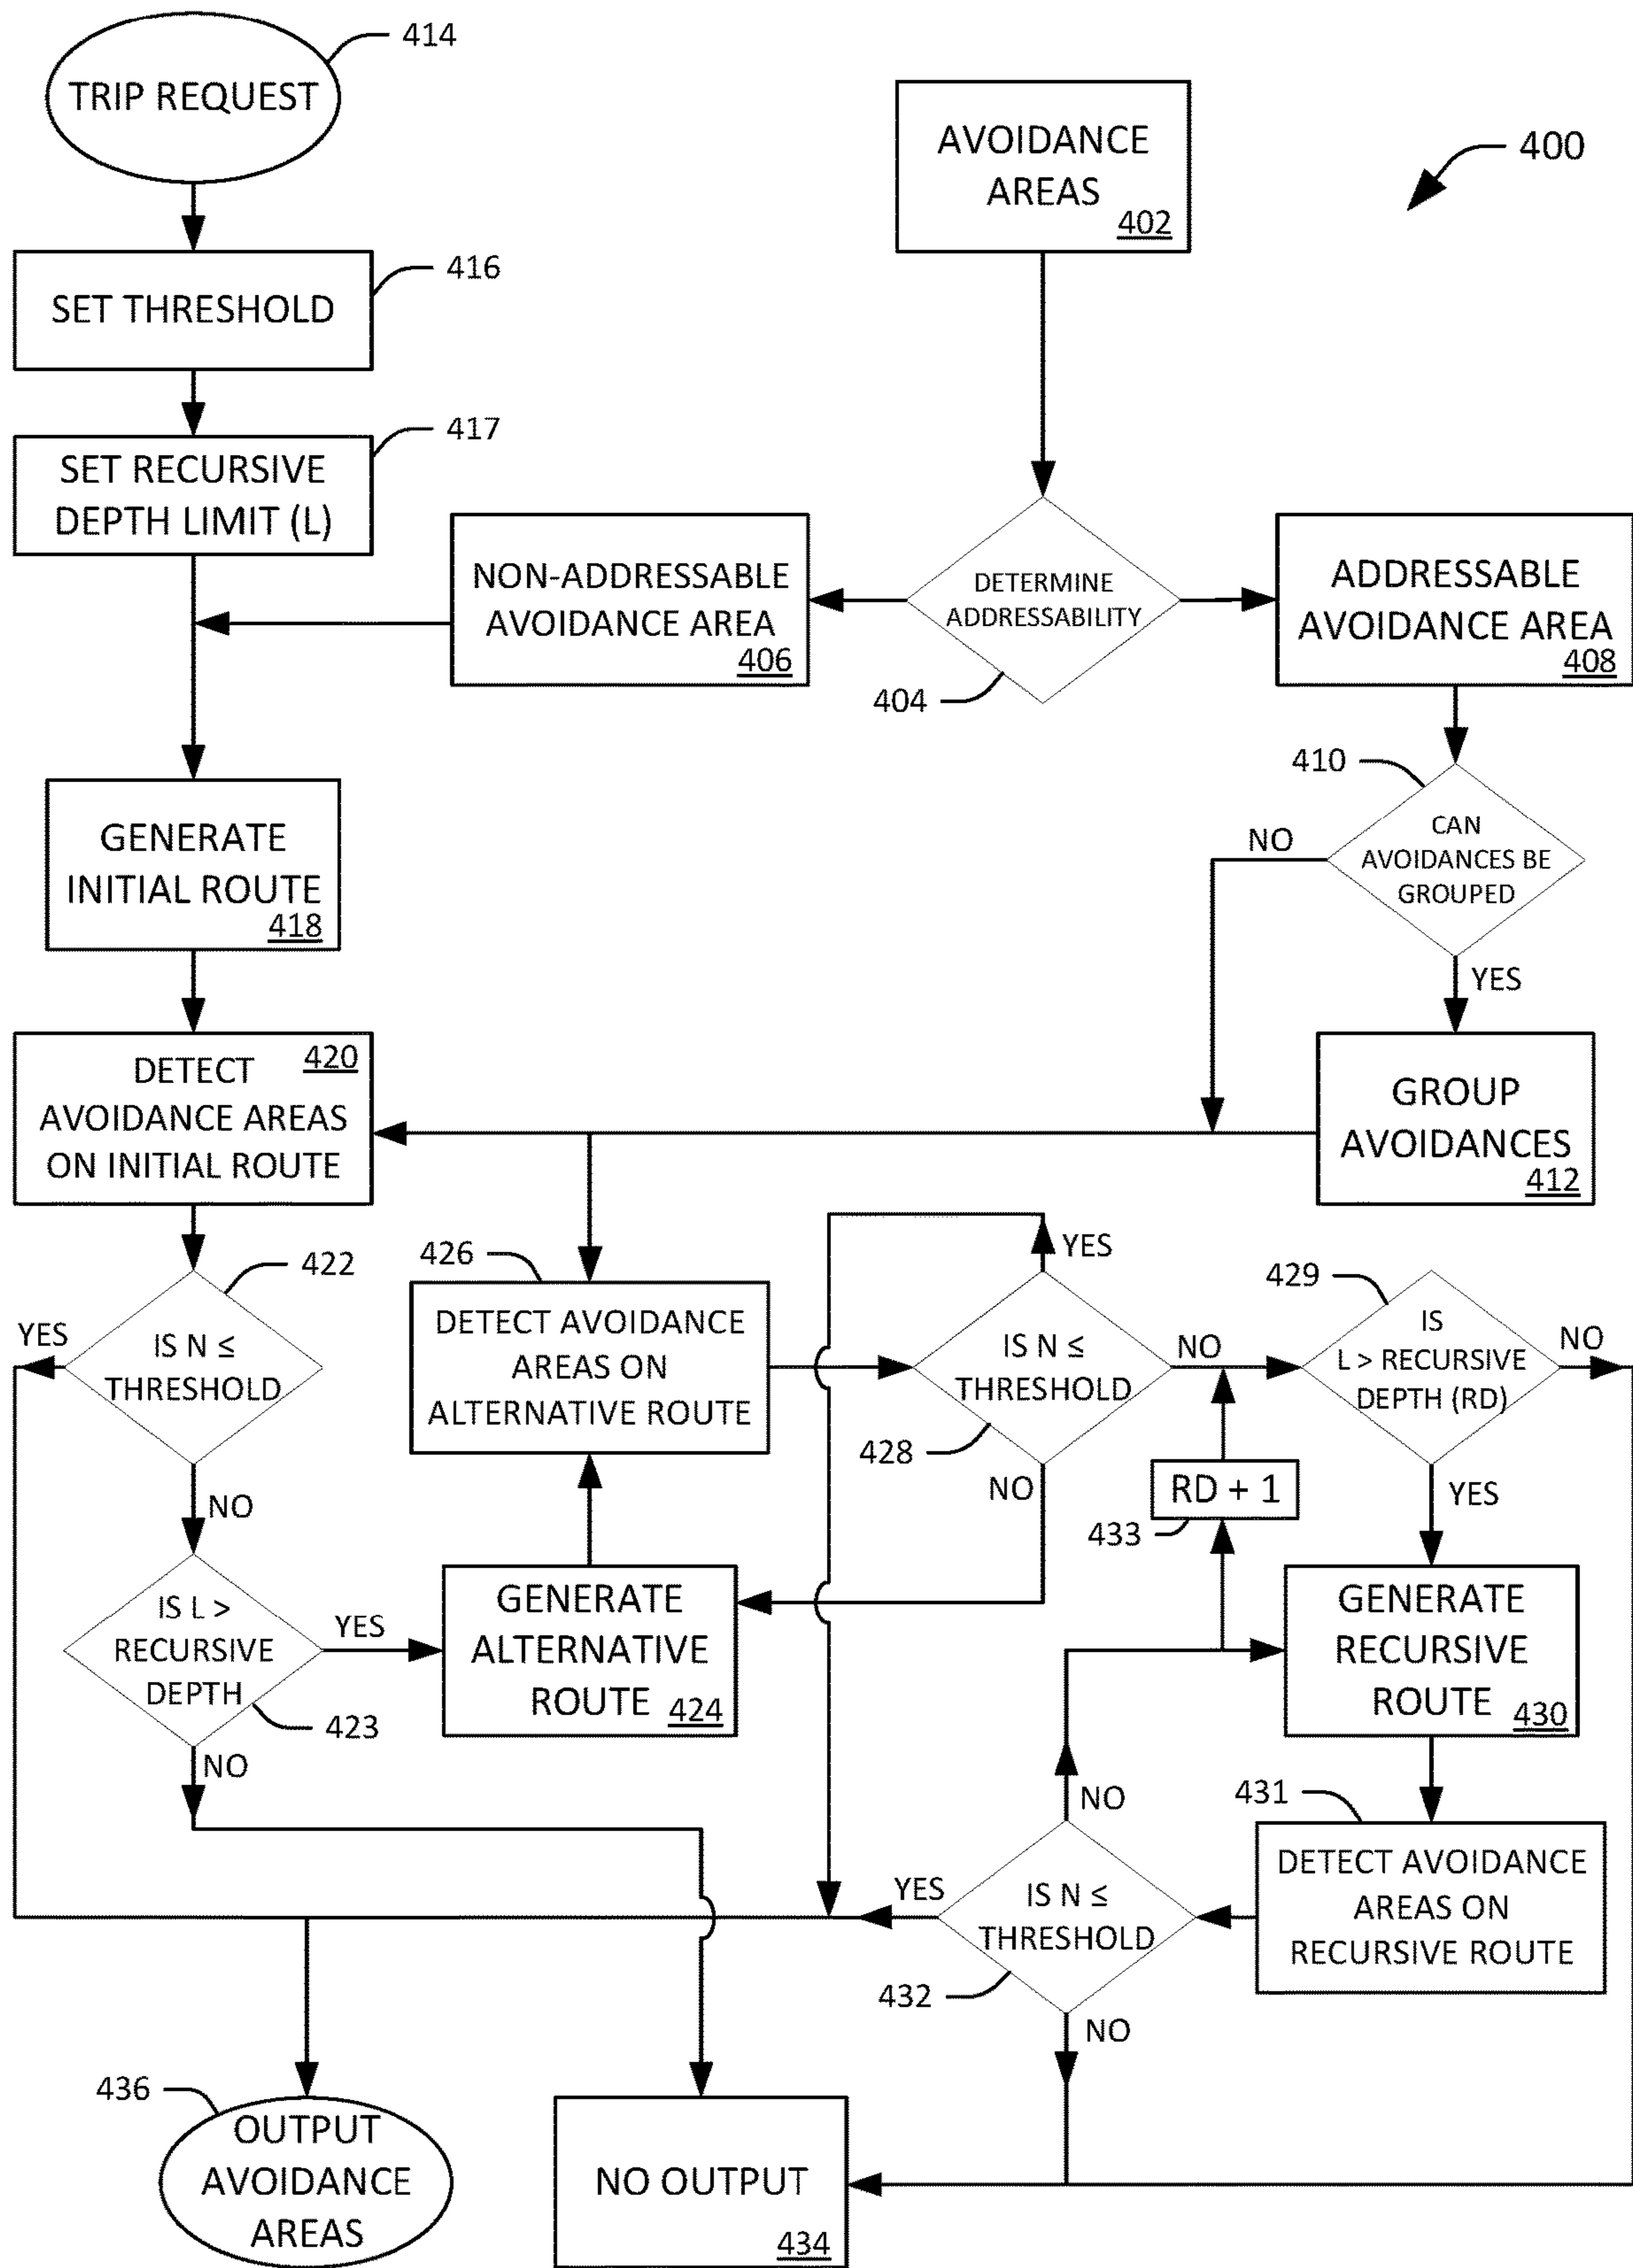 414
TRIP REQUEST
AVOIDANCE
AREAS
402
400
416
SET THRESHOLD
417
SET RECURSIVE
DEPTH LIMIT (L)
NON-ADDRESSABLE
AVOIDANCE AREA
406
DETERMINE
ADDRESSABILITY
404
ADDRESSABLE
AVOIDANCE AREA
408
410
CAN
AVOIDANCES BE
GROUPED
NO
YES
GENERATE
INITIAL ROUTE
418
420
DETECT
AVOIDANCE AREAS
ON INITIAL ROUTE
GROUP
AVOIDANCES
412
422
YES
IS N ≤
THRESHOLD
NO
426
DETECT AVOIDANCE
AREAS ON
ALTERNATIVE ROUTE
YES
IS N ≤
THRESHOLD
428
NO
NO
429
IS
L > RECURSIVE
DEPTH (RD)
NO
YES
RD + 1
433
IS L >
RECURSIVE
DEPTH
423
YES
NO
GENERATE
ALTERNATIVE
ROUTE
424
GENERATE
RECURSIVE
ROUTE
430
431
DETECT AVOIDANCE
AREAS ON
RECURSIVE ROUTE
NO
YES
IS N ≤
THRESHOLD
432
NO
436
OUTPUT
AVOIDANCE
AREAS
NO OUTPUT
434